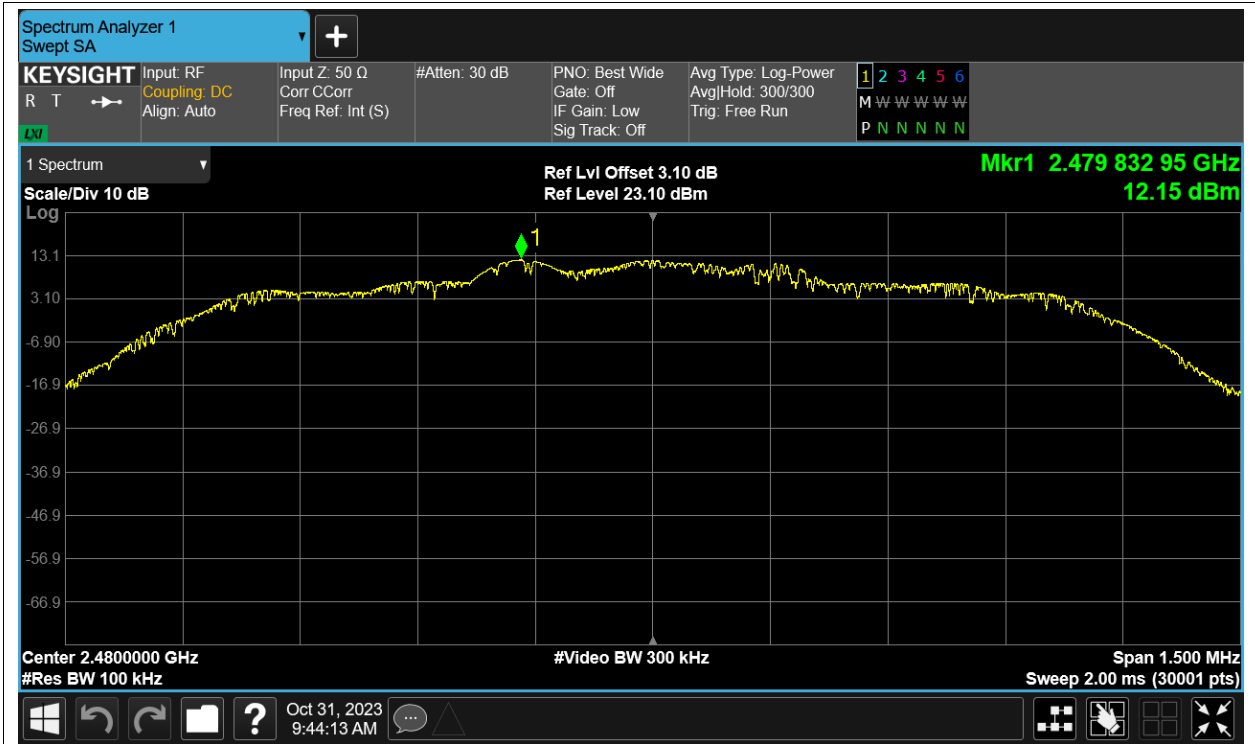 Spectrum Analyzer 1
Swept SA
+
KEYSIGHT
R T
LXI
Input: RF
Coupling: DC
Align: Auto
Input Z: 50 Ω
Corr CCorr
Freq Ref: Int (S)
#Atten: 30 dB
PNO: Best Wide
Gate: Off
IF Gain: Low
Sig Track: Off
Avg Type: Log-Power
Avg|Hold: 300/300
Trig: Free Run
1 2 3 4 5 6
M W W W W W
P N N N N N
1 Spectrum
Scale/Div 10 dB
Log
Ref Lvl Offset 3.10 dB
Ref Level 23.10 dBm
Mkr1 2.479 832 95 GHz
12.15 dBm
1
13.1
3.10
-6.90
-16.9
-26.9
-36.9
-46.9
-56.9
-66.9
Center 2.4800000 GHz
#Res BW 100 kHz
#Video BW 300 kHz
Span 1.500 MHz
Sweep 2.00 ms (30001 pts)
?
Oct 31, 2023
9:44:13 AM